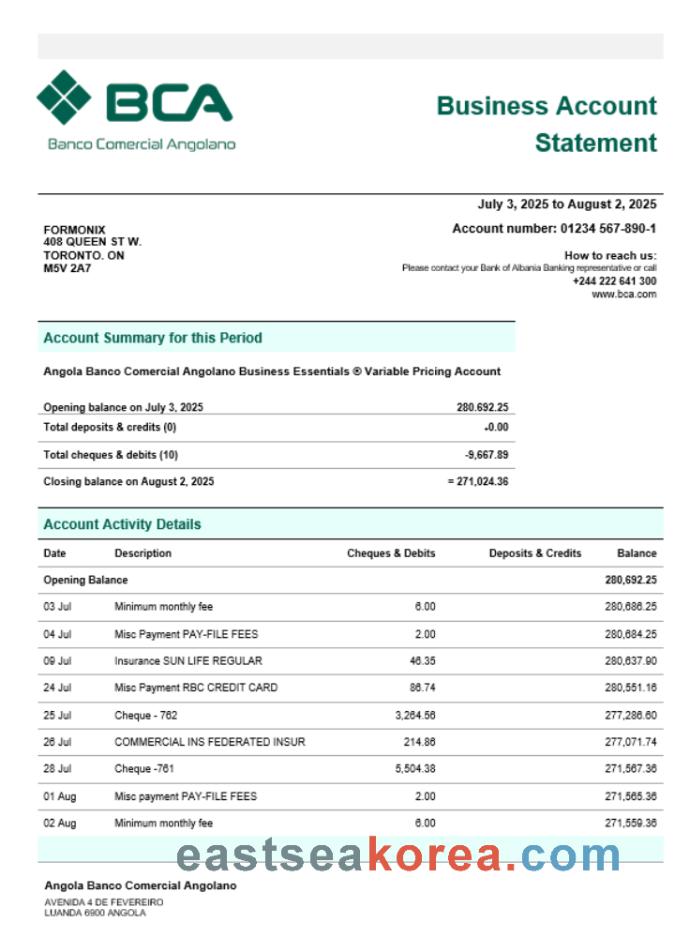 BCA
Banco Comercial Angolano
Business Account
Statement
July 3, 2025 to August 2, 2025
FORMONIX
408 QUEEN ST W.
TORONTO. ON
M5V 2A7
Account number: 01234 567-890-1
How to reach us:
Please contact your Bank of Albania Banking representative or call
+244 222 641 300
www.bca.com
Account Summary for this Period
Angola Banco Comercial Angolano Business Essentials ® Variable Pricing Account
Opening balance on July 3, 2025 280.692.25
Total deposits & credits (0) -0.00
Total cheques & debits (10) -9,667.89
Closing balance on August 2, 2025 = 271,024.36
Account Activity Details
Date Description Cheques & Debits Deposits & Credits Balance
Opening Balance 280,692.25
03 Jul Minimum monthly fee 6.00 280,686.25
04 Jul Misc Payment PAY-FILE FEES 2.00 280,684.25
09 Jul Insurance SUN LIFE REGULAR 46.35 280,637.90
24 Jul Misc Payment RBC CREDIT CARD 86.74 280,551.16
25 Jul Cheque - 762 3,264.56 277,286.60
26 Jul COMMERCIAL INS FEDERATED INSUR 214.86 277,071.74
28 Jul Cheque -761 5,504.38 271,567.36
01 Aug Misc payment PAY-FILE FEES 2.00 271,565.36
02 Aug Minimum monthly fee 6.00 271,559.36
eastseakorea.com
Angola Banco Comercial Angolano
AVENIDA 4 DE FEVEREIRO
LUANDA 6900 ANGOLA